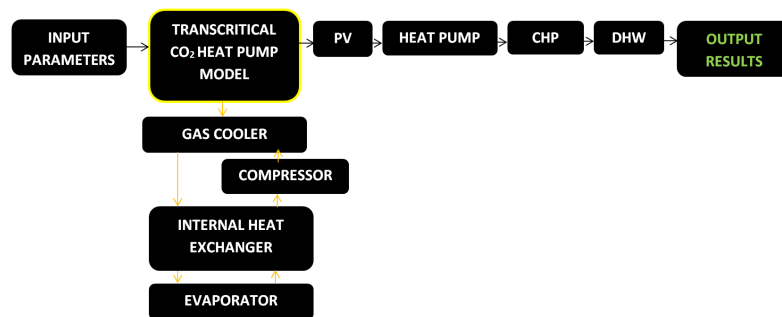 INPUT
PARAMETERS
TRANSCRITICAL
CO₂ HEAT PUMP
MODEL
PV
HEAT PUMP
CHP
DHW
OUTPUT
RESULTS
GAS COOLER
COMPRESSOR
INTERNAL HEAT
EXCHANGER
EVAPORATOR